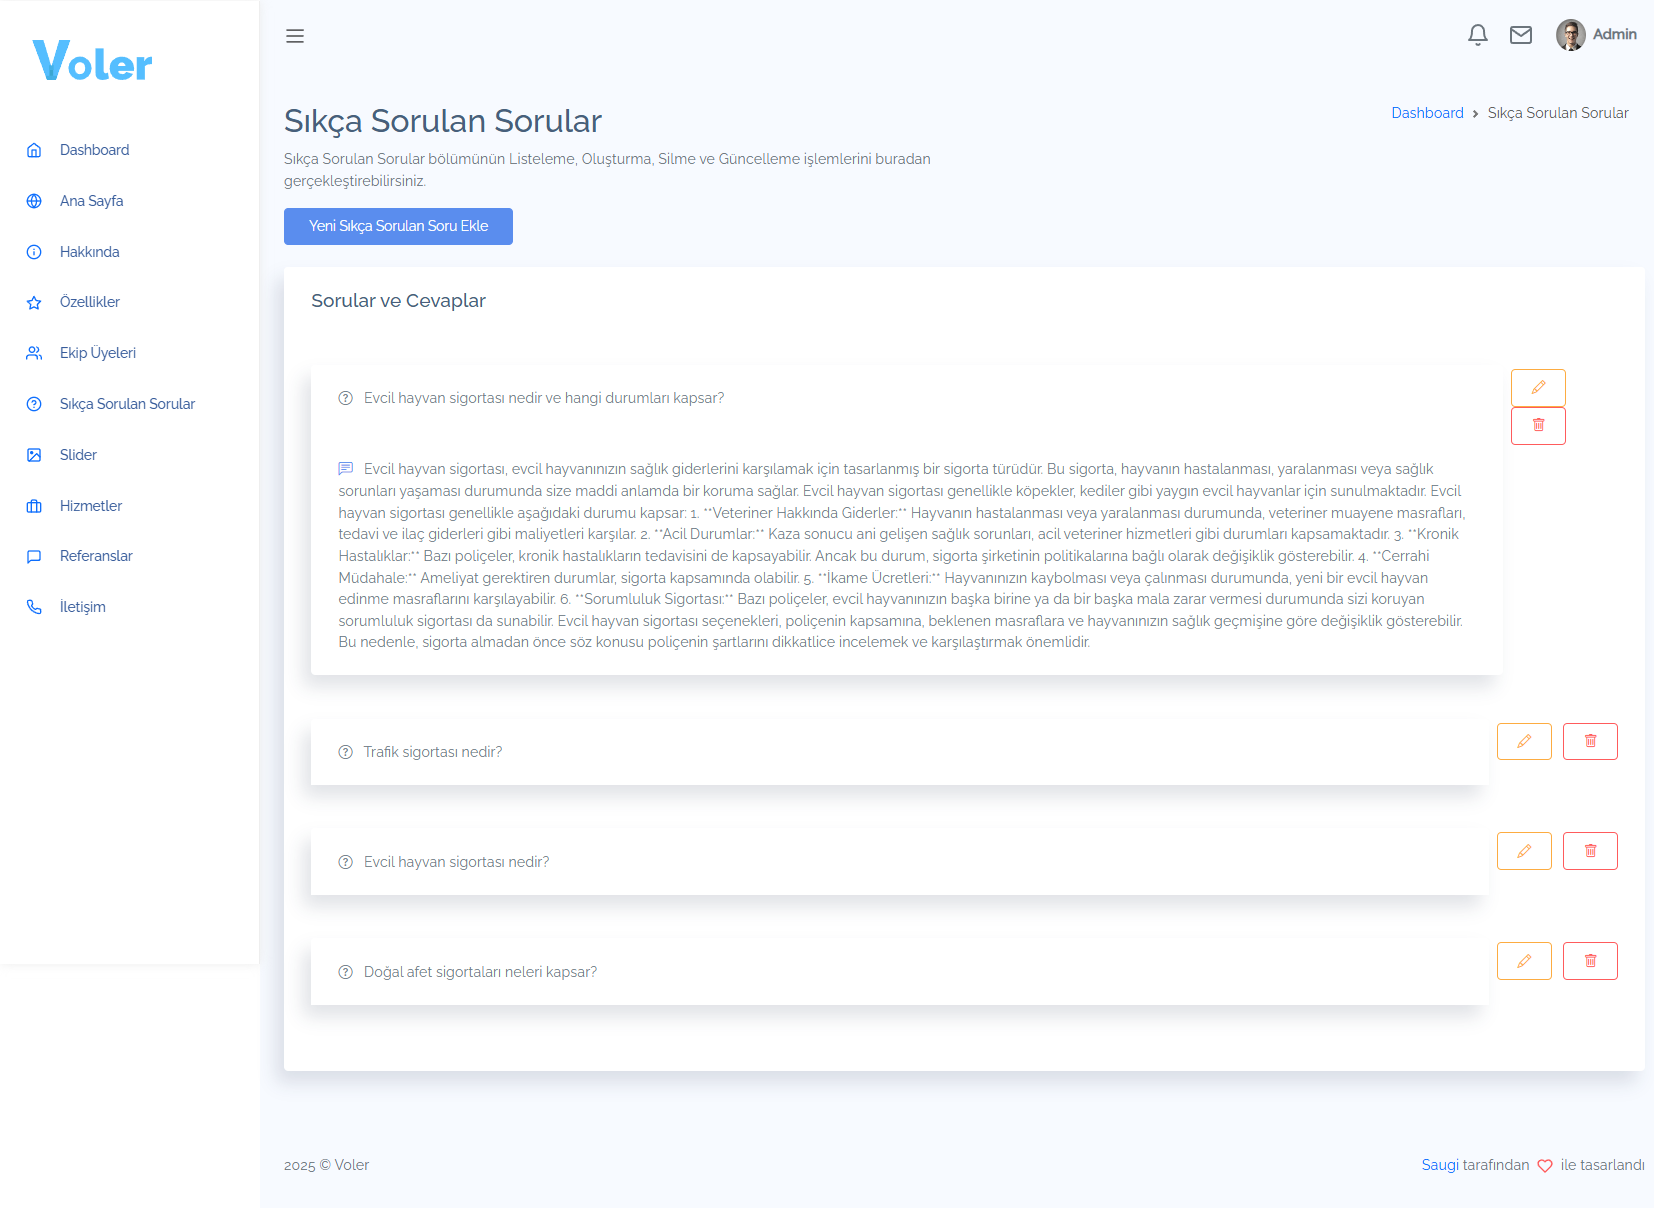 Voler
Admin
Dashboard
Ana Sayfa
Hakkında
Özellikler
Ekip Üyeleri
Sıkça Sorulan Sorular
Slider
Hizmetler
Referanslar
İletişim
Sıkça Sorulan Sorular
Dashboard > Sıkça Sorulan Sorular
Sıkça Sorulan Sorular bölümünün Listeleme, Oluşturma, Silme ve Güncelleme işlemlerini buradan
gerçekleştirebilirsiniz.
Yeni Sıkça Sorulan Soru Ekle
Sorular ve Cevaplar
Evcil hayvan sigortası nedir ve hangi durumları kapsar?
Evcil hayvan sigortası, evcil hayvanınızın sağlık giderlerini karşılamak için tasarlanmış bir sigorta türüdür. Bu sigorta, hayvanın hastalanması, yaralanması veya sağlık
sorunları yaşaması durumunda size maddi anlamda bir koruma sağlar. Evcil hayvan sigortası genellikle köpekler, kediler gibi yaygın evcil hayvanlar için sunulmaktadır. Evcil
hayvan sigortası genellikle aşağıdaki durumu kapsar: 1. **Veteriner Hakkında Giderler:** Hayvanın hastalanması veya yaralanması durumunda, veteriner muayene masrafları,
tedavi ve ilaç giderleri gibi maliyetleri karşılar. 2. **Acil Durumlar:** Kaza sonucu ani gelişen sağlık sorunları, acil veteriner hizmetleri gibi durumları kapsamaktadır. 3. **Kronik
Hastalıklar:** Bazı poliçeler, kronik hastalıkların tedavisini de kapsayabilir. Ancak bu durum, sigorta şirketinin politikalarına bağlı olarak değişiklik gösterebilir. 4. **Cerrahi
Müdahale:** Ameliyat gerektiren durumlar, sigorta kapsamında olabilir. 5. **İkame Ücretleri:** Hayvanınızın kaybolması veya çalınması durumunda, yeni bir evcil hayvan
edinme masraflarını karşılayabilir. 6. **Sorumluluk Sigortası:** Bazı poliçeler, evcil hayvanınızın başka birine ya da bir başka mala zarar vermesi durumunda sizi koruyan
sorumluluk sigortası da sunabilir. Evcil hayvan sigortası seçenekleri, poliçenin kapsamına, beklenen masraflara ve hayvanınızın sağlık geçmişine göre değişiklik gösterebilir.
Bu nedenle, sigorta almadan önce söz konusu poliçenin şartlarını dikkatlice incelemek ve karşılaştırmak önemlidir.
Trafik sigortası nedir?
Evcil hayvan sigortası nedir?
Doğal afet sigortaları neleri kapsar?
2025 © Voler
Saugi tarafından ile tasarlandı